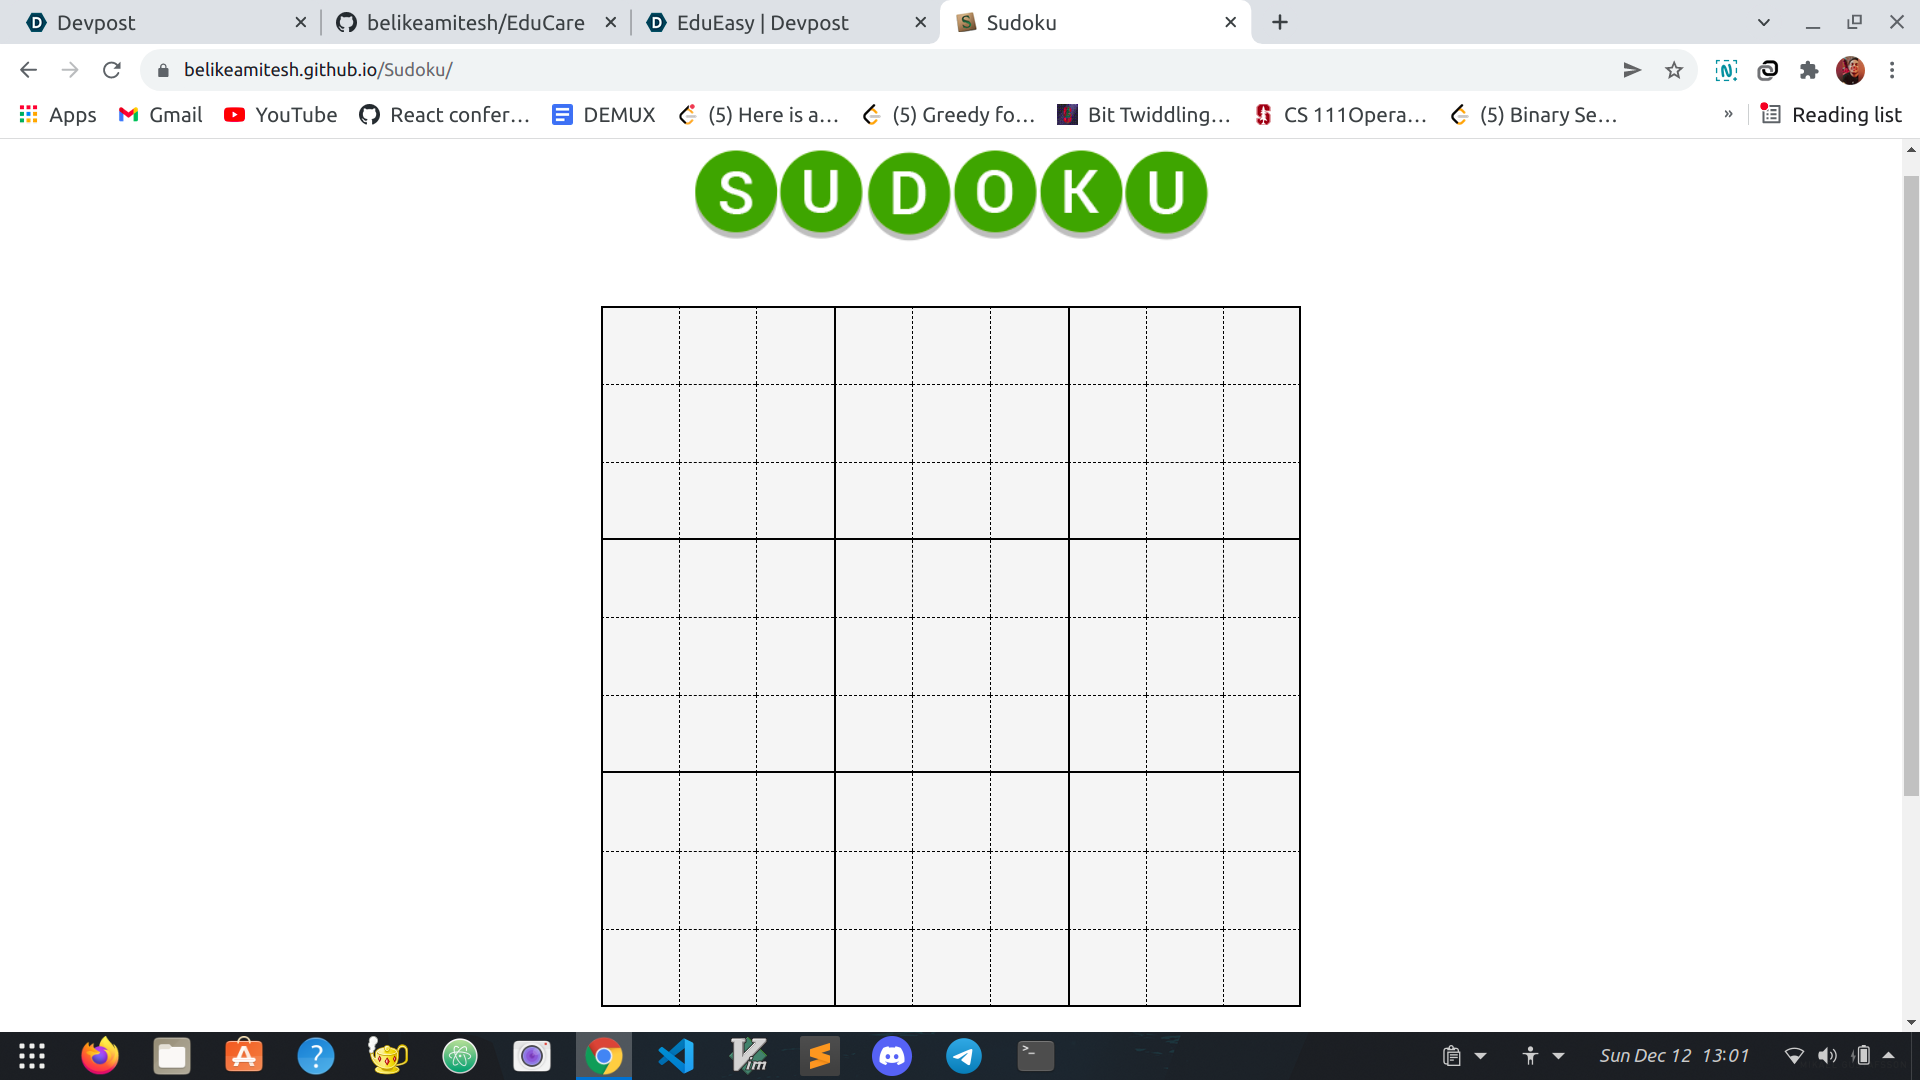 Devpost
belikeamitesh/EduCare
EduEasy | Devpost
Sudoku
belikeamitesh.github.io/Sudoku/
Apps
Gmail
YouTube
React confer…
DEMUX
(5) Here is a…
(5) Greedy fo…
Bit Twiddling…
CS 111Opera…
(5) Binary Se…
»
Reading list
SUDOKU
Sun Dec 12 13:01